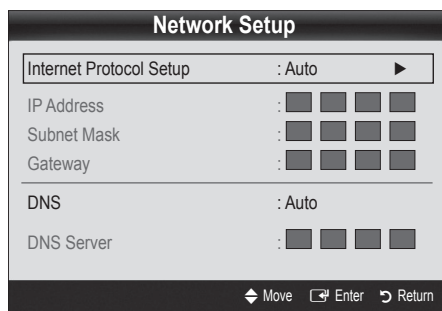 Network Setup
Internet Protocol Setup : Auto ▶
IP Address :
Subnet Mask :
Gateway :
DNS : Auto
DNS Server :
Move Enter Return